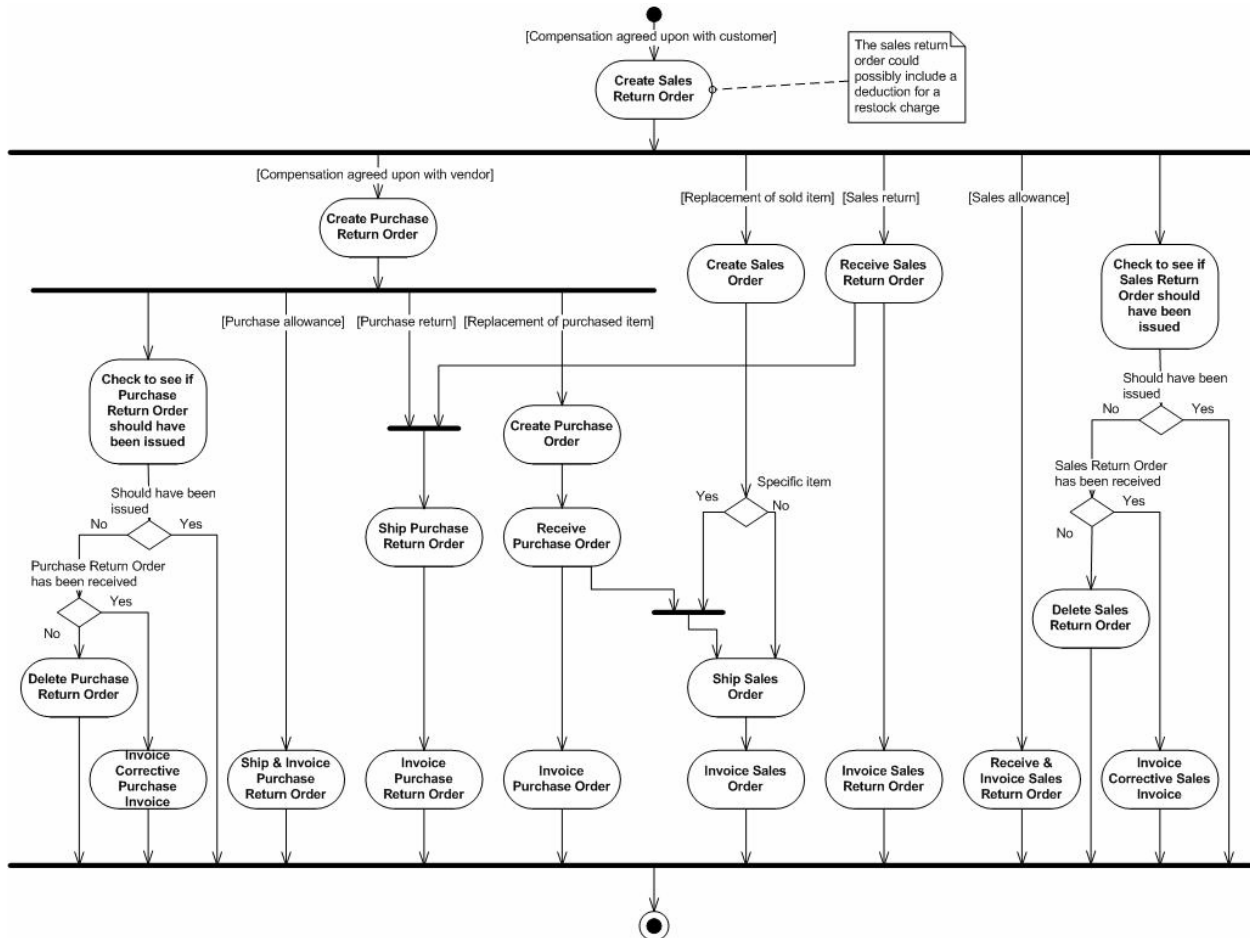 [Compensation agreed upon with customer]
The sales return
order could
possibly include a
deduction for a
restock charge
Create Sales
Return Order
[Compensation agreed upon with vendor]
Create Purchase
Return Order
[Replacement of sold item]
[Sales return]
[Sales allowance]
Create Sales
Order
Receive Sales
Return Order
Check to see if
Sales Return
Order should
have been
issued
[Purchase allowance]
[Purchase return]
[Replacement of purchased item]
Check to see if
Purchase
Return Order
should have
been issued
Should have been
issued
No
Yes
Create Purchase
Order
Sales Return Order
has been received
Yes
No
Specific item
Yes
No
Should have been
issued
No
Yes
Ship Purchase
Return Order
Receive
Purchase Order
Purchase Return Order
has been received
Yes
No
Delete Sales
Return Order
Delete Purchase
Return Order
Ship Sales
Order
Invoice
Corrective
Purchase
Invoice
Ship & Invoice
Purchase
Return Order
Invoice
Purchase
Return Order
Invoice
Purchase Order
Invoice Sales
Order
Invoice Sales
Return Order
Receive &
Invoice Sales
Return Order
Invoice
Corrective Sales
Invoice